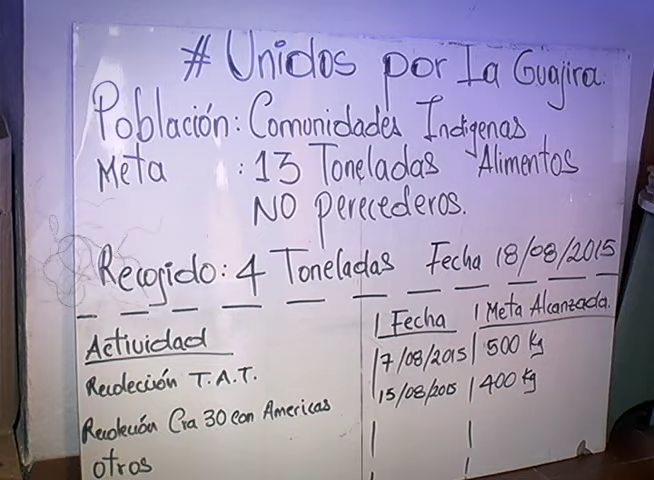 # Unidos por La Guajira.
Población: Comunidades Indigenas
Meta : 13 Toneladas Alimentos
NO perecederos.
Recogido: 4 Toneladas Fecha 18/08/2015
Actividad | Fecha | Meta Alcanzada.
Recolección T.A.T. 17/08/2015 | 500 Kg
Recolección Cra 30 con Americas 15/08/2015 | 400 Kg
otros